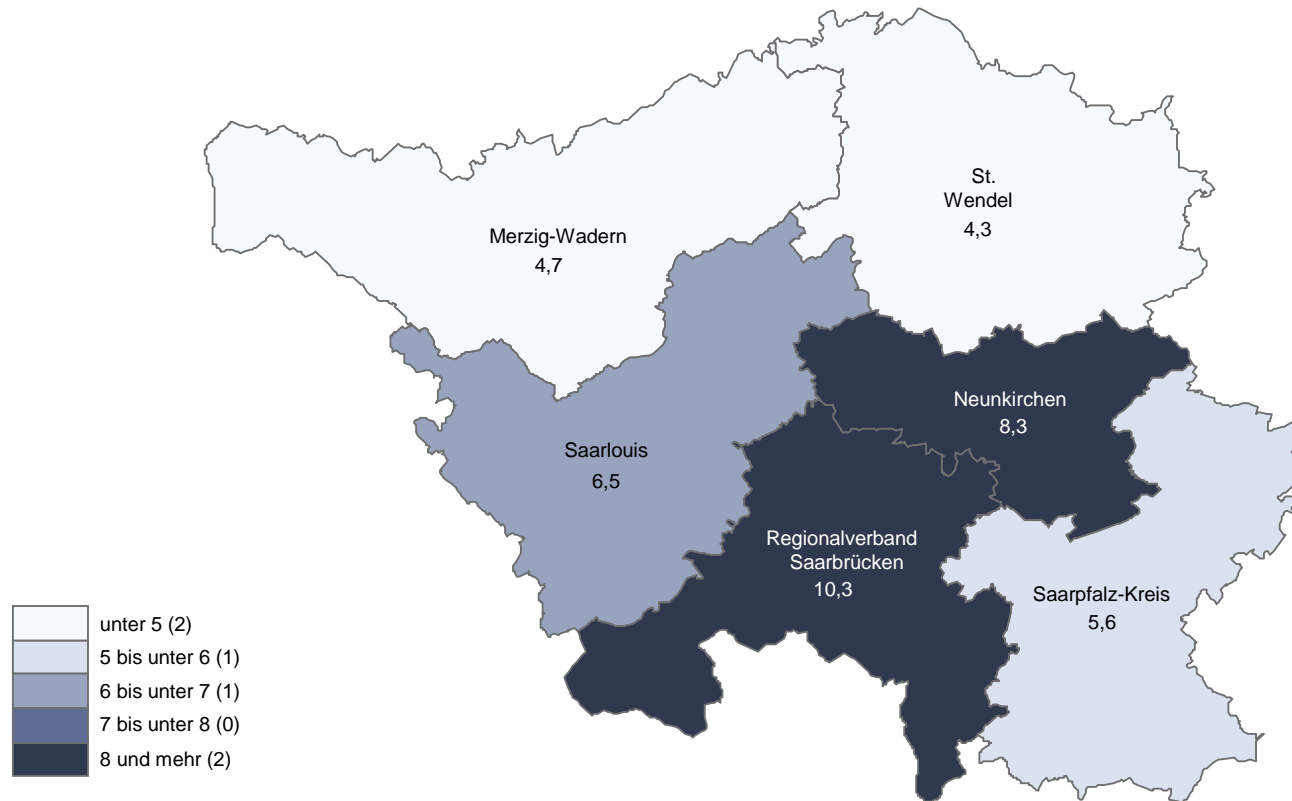 St.
Wendel
4,3
Merzig-Wadern
4,7
Neunkirchen
8,3
Saarlouis
6,5
Regionalverband
Saarbrücken
10,3
Saarpfalz-Kreis
5,6
unter 5 (2)
5 bis unter 6 (1)
6 bis unter 7 (1)
7 bis unter 8 (0)
8 und mehr (2)